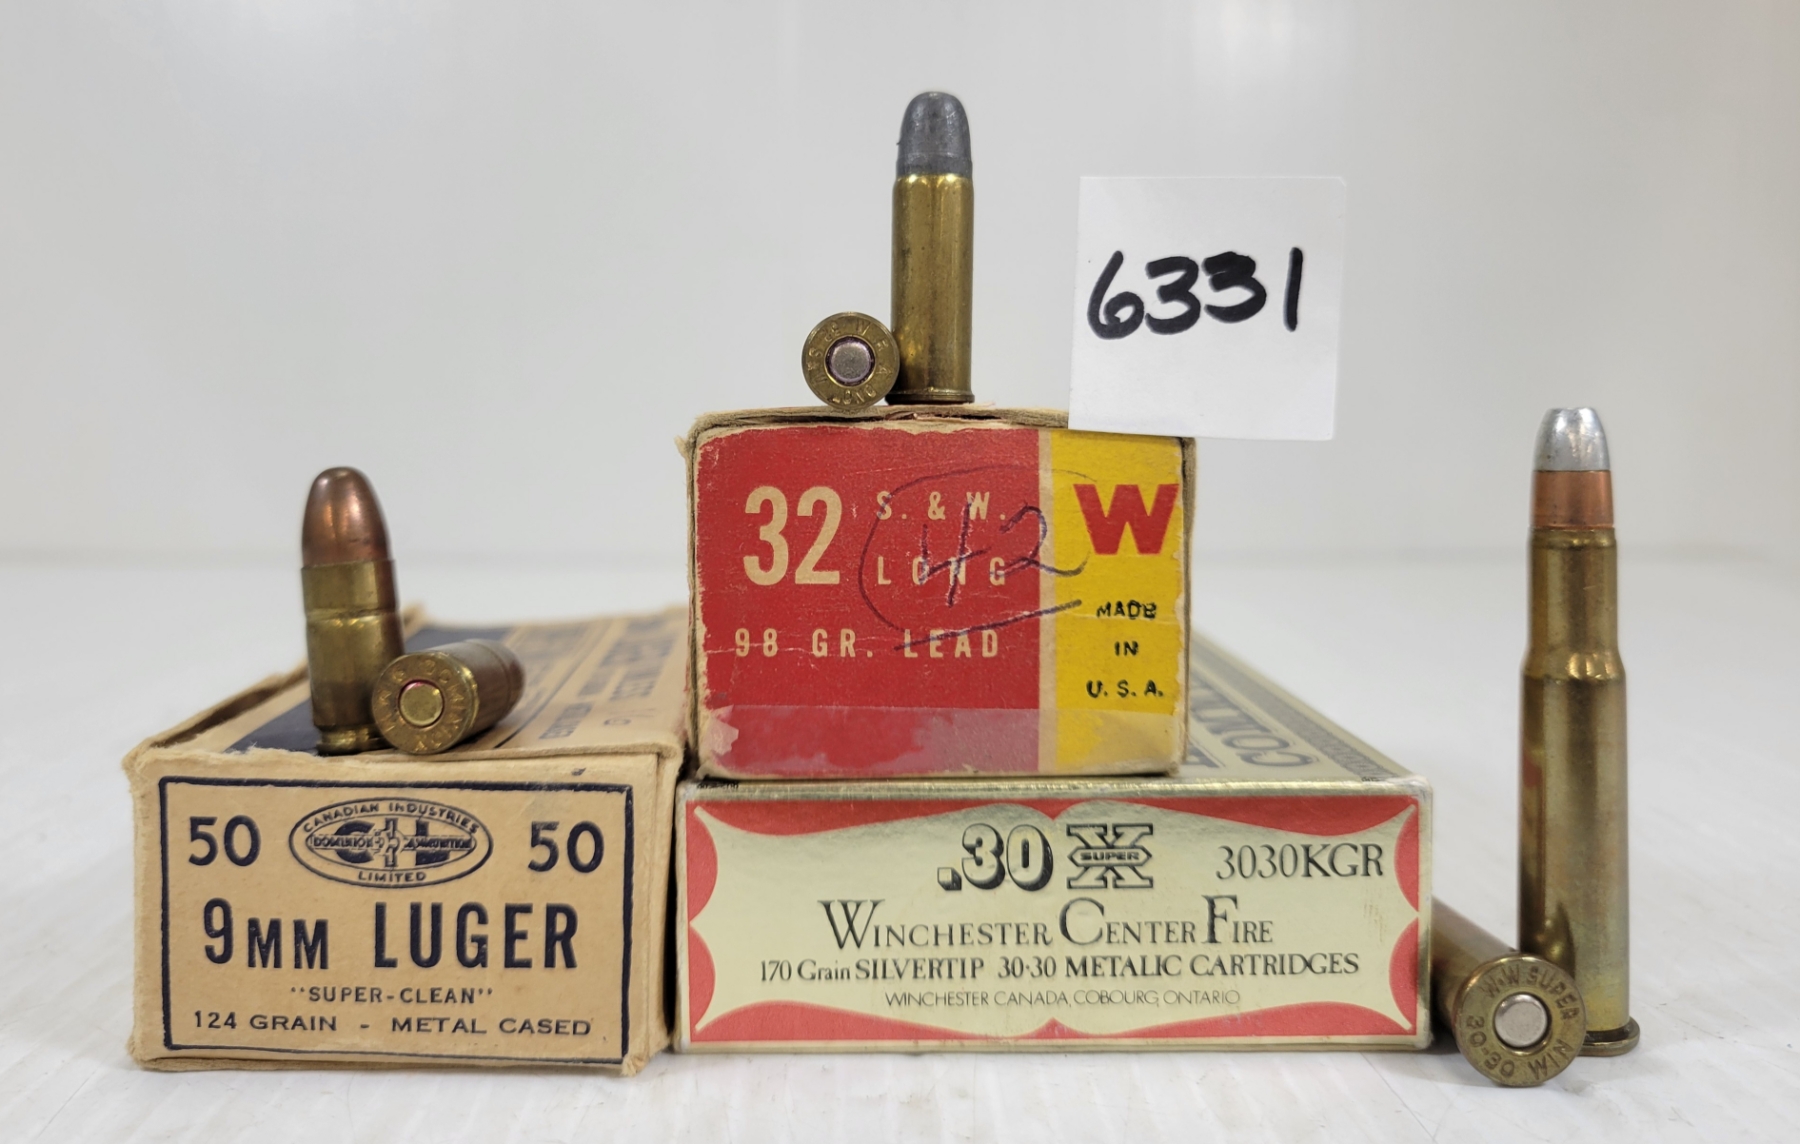 6331
32 S. & W.
LONG
42
98 GR. LEAD
W
MADE
IN
U. S. A.
50 50
CANADIAN INDUSTRIES
DOMINION CIL AMMUNITION
LIMITED
9MM LUGER
"SUPER-CLEAN"
124 GRAIN - METAL CASED
.30 SUPER X 3030KGR
WINCHESTER CENTER FIRE
170 Grain SILVERTIP 30-30 METALIC CARTRIDGES
WINCHESTER CANADA, COBOURG, ONTARIO
W-W SUPER
30-30 WIN